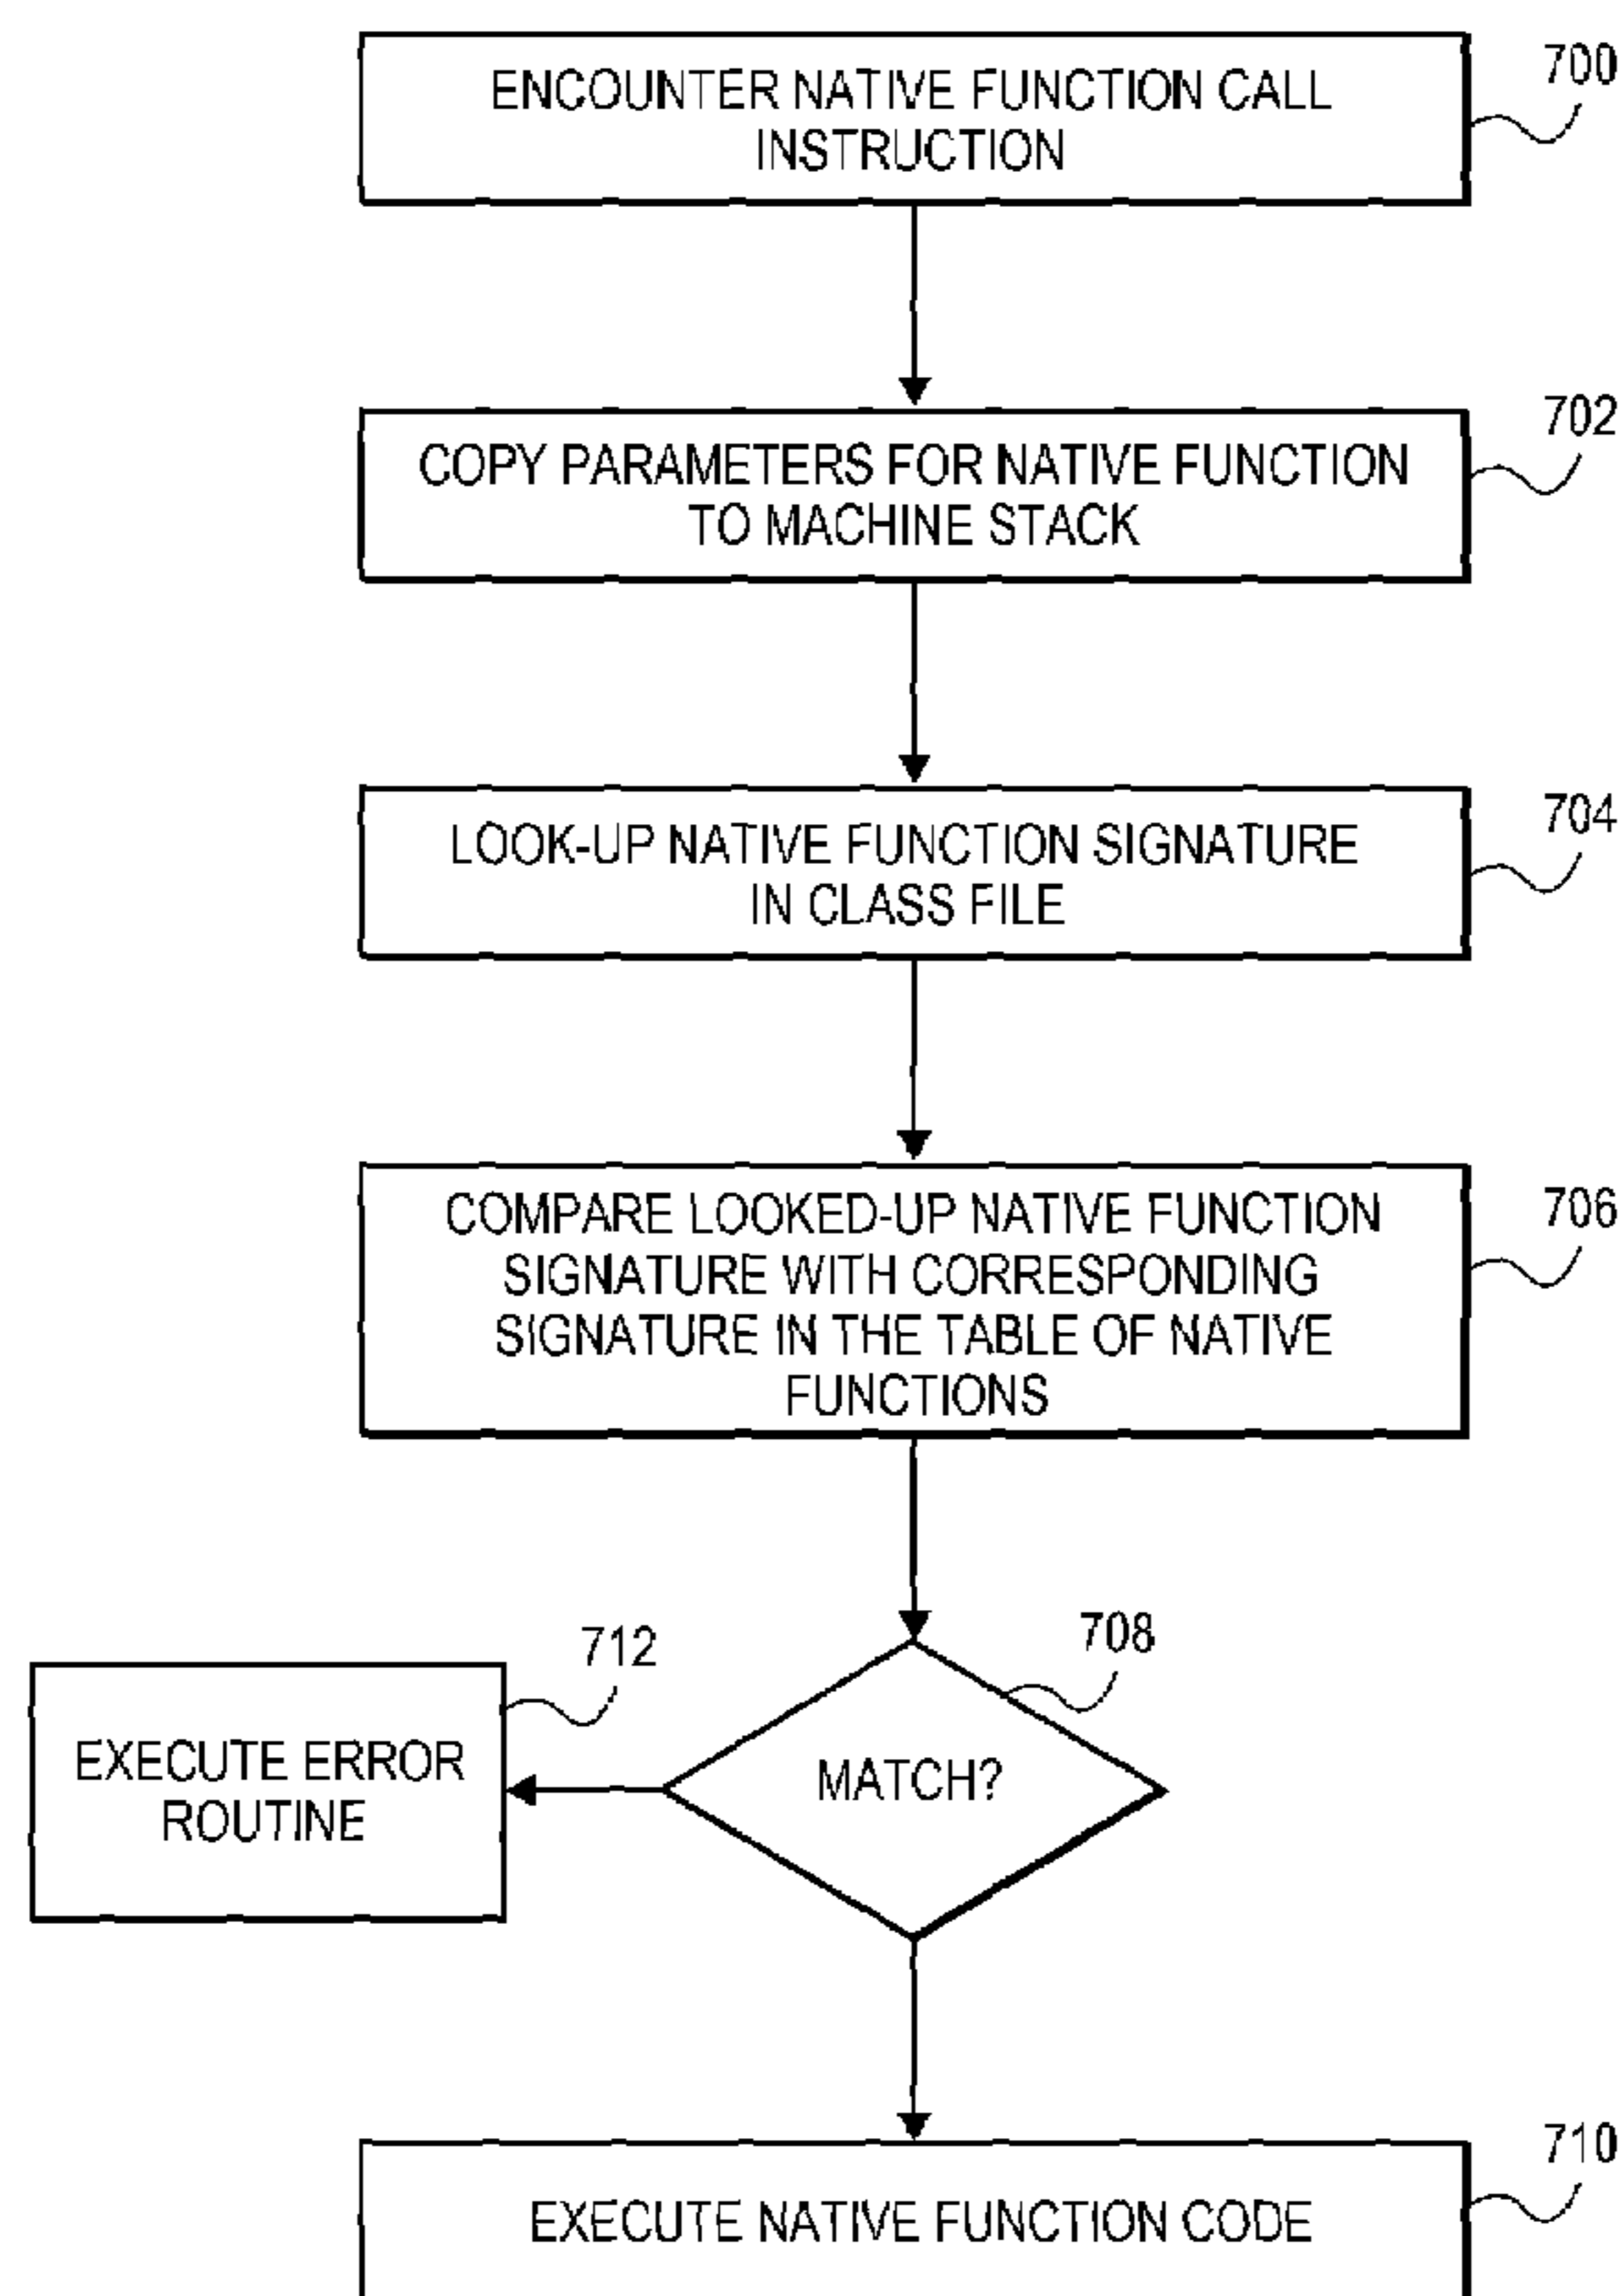 ENCOUNTER NATIVE FUNCTION CALL
INSTRUCTION
700
COPY PARAMETERS FOR NATIVE FUNCTION
TO MACHINE STACK
702
LOOK-UP NATIVE FUNCTION SIGNATURE
IN CLASS FILE
704
COMPARE LOOKED-UP NATIVE FUNCTION
SIGNATURE WITH CORRESPONDING
SIGNATURE IN THE TABLE OF NATIVE
FUNCTIONS
706
MATCH?
708
EXECUTE ERROR
ROUTINE
712
EXECUTE NATIVE FUNCTION CODE
710